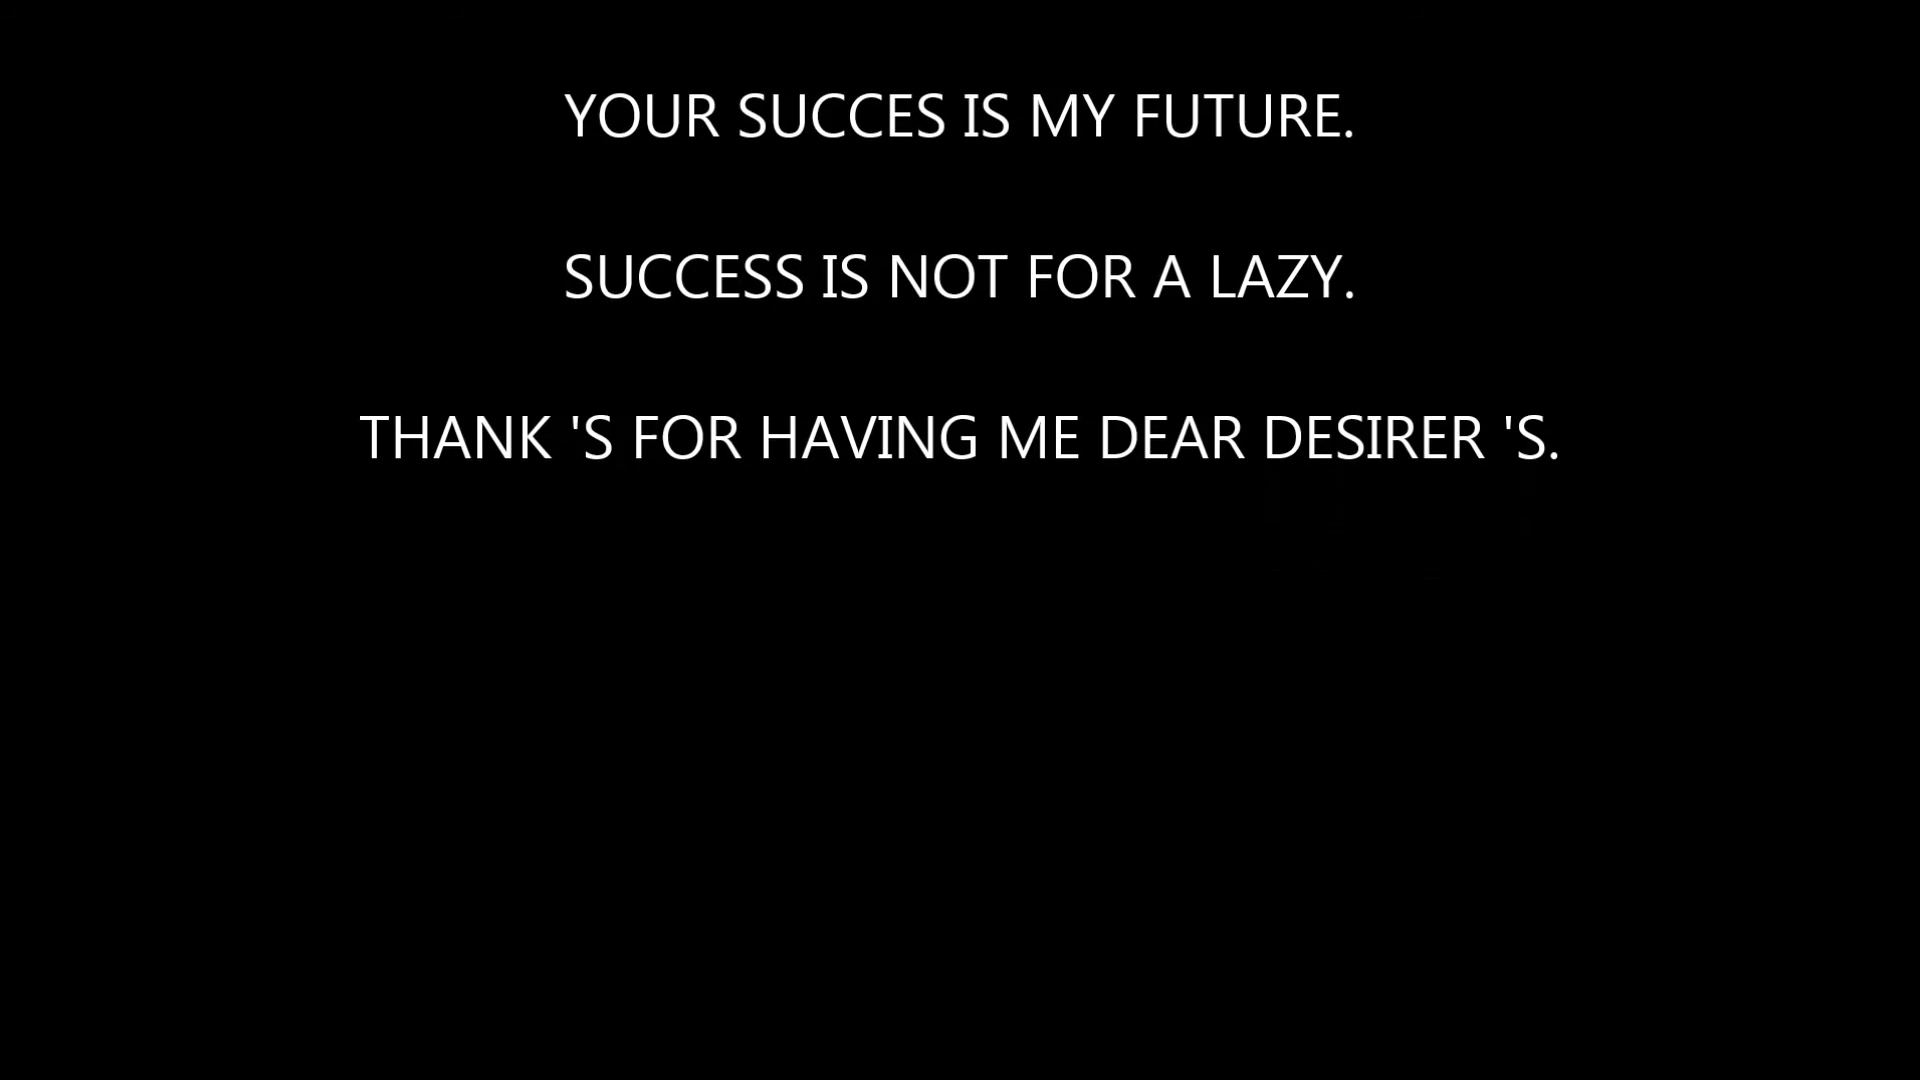 YOUR SUCCES IS MY FUTURE.
SUCCESS IS NOT FOR A LAZY.
THANK 'S FOR HAVING ME DEAR DESIRER 'S.